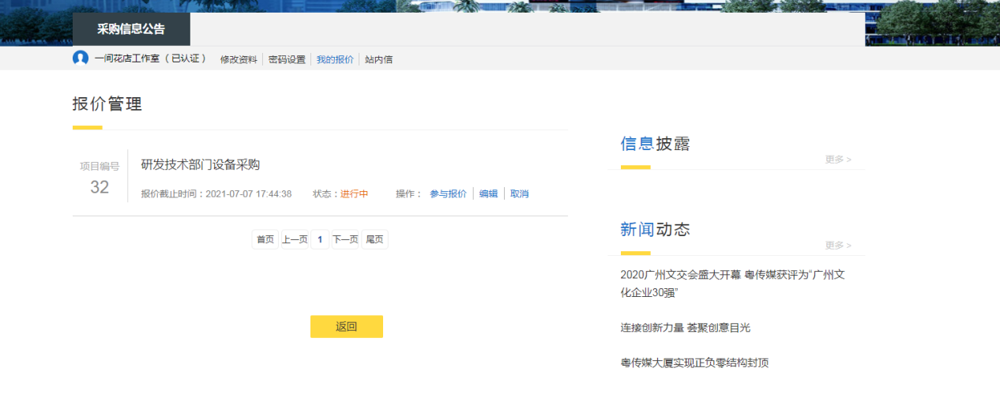 采购信息公告
一间花店工作室（已认证） 修改资料 密码设置 我的报价 站内信
报价管理
项目编号
32
研发技术部门设备采购
报价截止时间：2021-07-07 17:44:38 状态：进行中 操作： 参与报价 编辑 取消
首页 上一页 1 下一页 尾页
返回
信息披露
更多 >
新闻动态
更多 >
2020广州文交会盛大开幕 粤传媒获评为“广州文
化企业30强”
连接创新力量 荟聚创意目光
粤传媒大厦实现正负零结构封顶